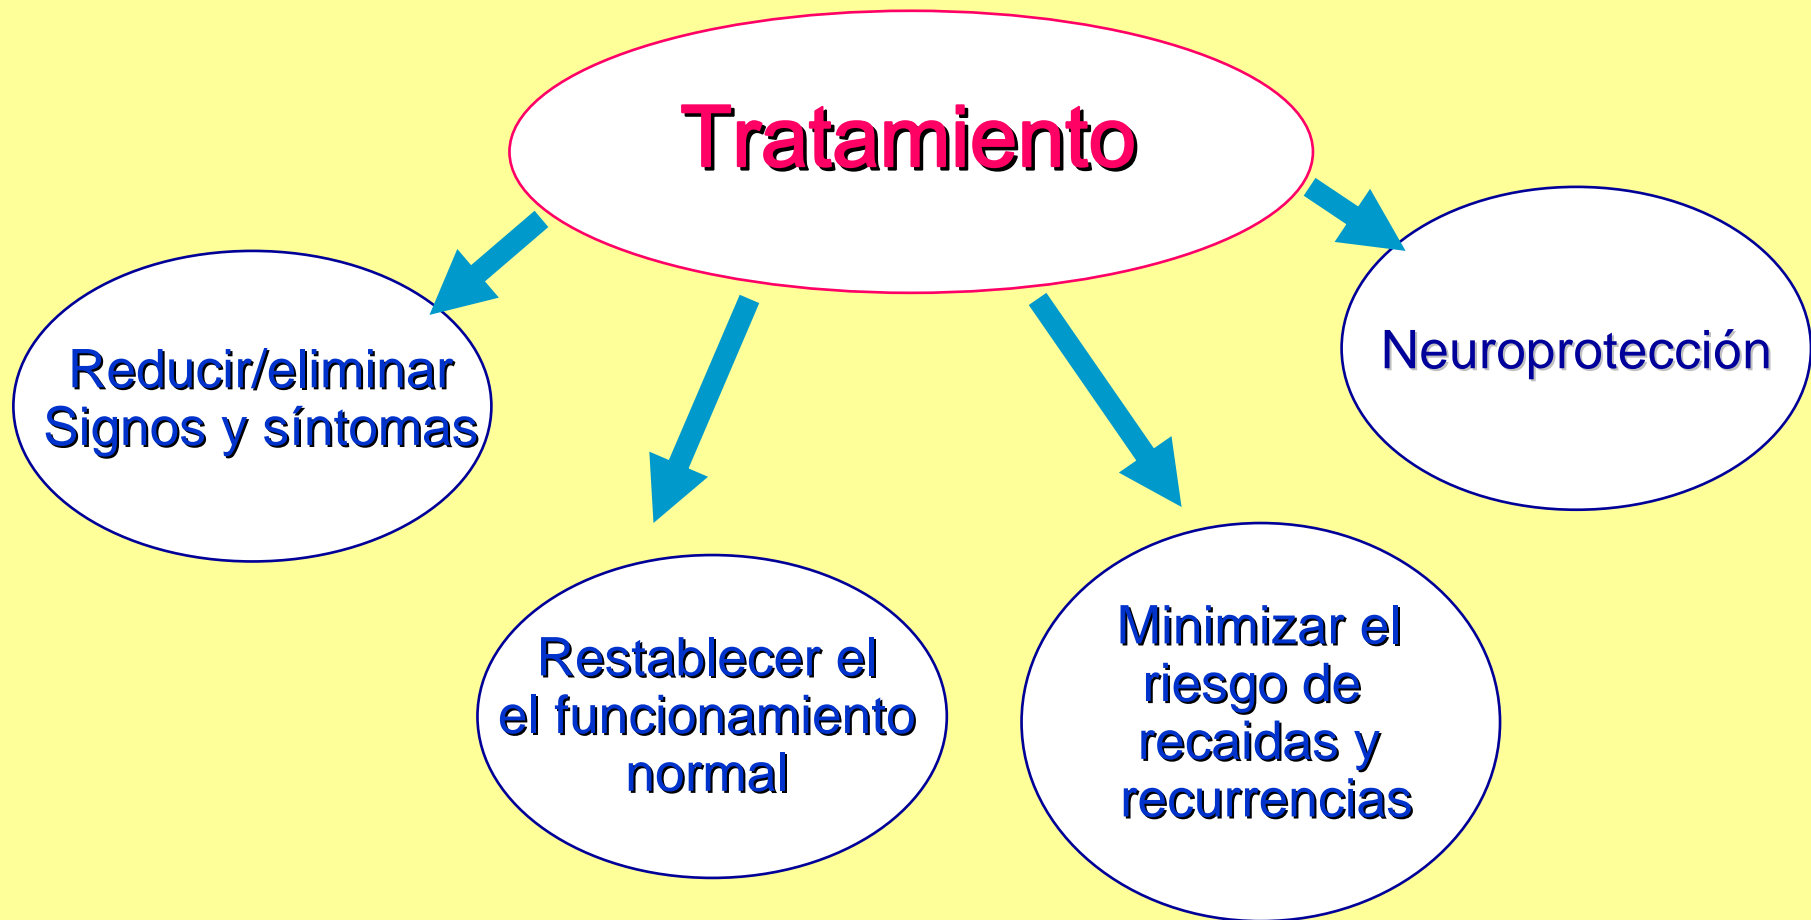 Tratamiento
Reducir/eliminar
Signos y síntomas
Restablecer el
el funcionamiento
normal
Minimizar el
riesgo de
recaidas y
recurrencias
Neuroprotección